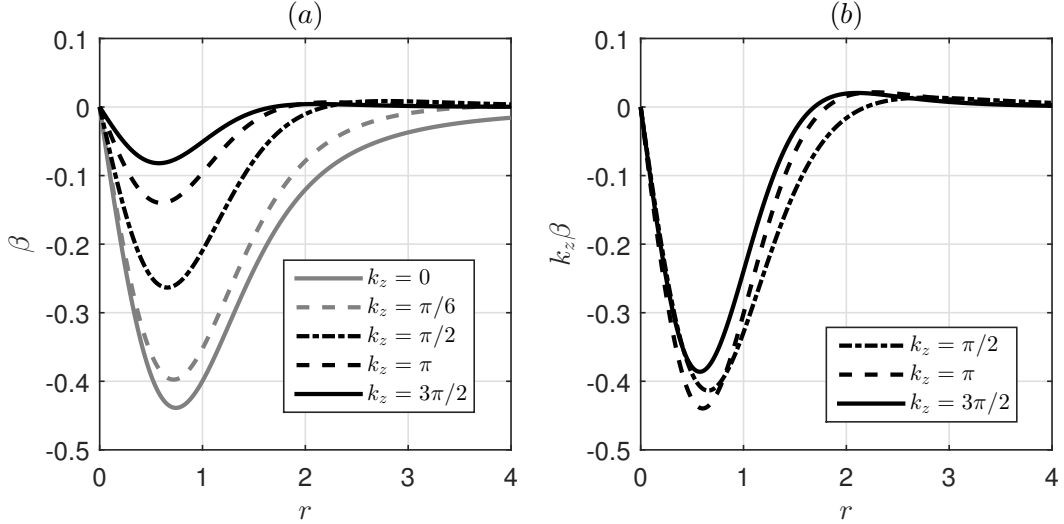 (a)
0.1
0
-0.1
-0.2
-0.3
-0.4
-0.5
β
k_z = 0
k_z = π/6
k_z = π/2
k_z = π
k_z = 3π/2
0 1 2 3 4
r
(b)
0.1
0
-0.1
-0.2
-0.3
-0.4
-0.5
k_zβ
k_z = π/2
k_z = π
k_z = 3π/2
0 1 2 3 4
r